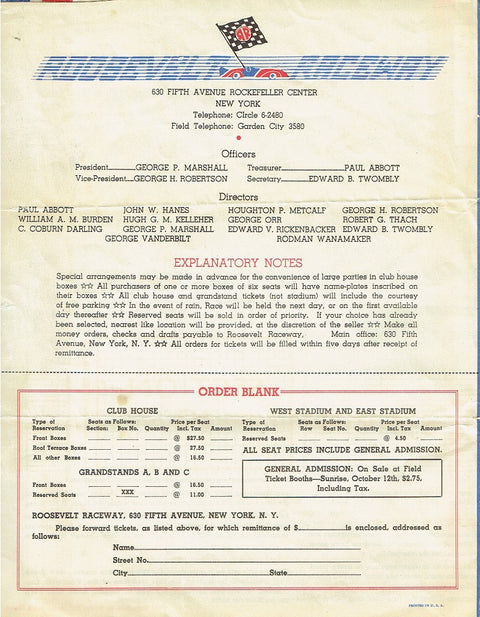 ROOSEVELT RACEWAY
630 FIFTH AVENUE ROCKEFELLER CENTER
NEW YORK
Telephone: CIrcle 6-2480
Field Telephone: Garden City 3580
Officers
President GEORGE P. MARSHALL Treasurer PAUL ABBOTT
Vice-President GEORGE H. ROBERTSON Secretary EDWARD B. TWOMBLY
Directors
PAUL ABBOTT JOHN W. HANES HOUGHTON P. METCALF GEORGE H. ROBERTSON
WILLIAM A. M. BURDEN HUGH G. M. KELLEHER GEORGE ORR ROBERT G. THACH
C. COBURN DARLING GEORGE P. MARSHALL EDWARD V. RICKENBACKER EDWARD B. TWOMBLY
GEORGE VANDERBILT RODMAN WANAMAKER
EXPLANATORY NOTES
Special arrangements may be made in advance for the convenience of large parties in club house
boxes ☆☆ All purchasers of one or more boxes of six seats will have name-plates inscribed on
their boxes ☆☆ All club house and grandstand tickets (not stadium) will include the courtesy
of free parking ☆☆ In the event of rain, Race will be held the next day, or on the first available
day thereafter ☆☆ Reserved seats will be sold in order of priority. If your choice has already
been selected, nearest like location will be provided, at the discretion of the seller ☆☆ Make all
money orders, checks and drafts payable to Roosevelt Raceway, Main office: 630 Fifth
Avenue, New York, N. Y. ☆☆ All orders for tickets will be filled within five days after receipt of
remittance.
ORDER BLANK
CLUB HOUSE
Type of Reservation Seats as Follows: Section: Box No. Quantity Price per Seat Incl. Tax Amount
Front Boxes @ $27.50
Roof Terrace Boxes @ 27.50
All other Boxes @ 16.50
GRANDSTANDS A, B AND C
Front Boxes @ 16.50
Reserved Seats XXX @ 11.00
WEST STADIUM AND EAST STADIUM
Type of Reservation Seats as Follows: Row Seat No. Quantity Price per Seat Incl. Tax Amount
Reserved Seats @ 4.50
ALL SEAT PRICES INCLUDE GENERAL ADMISSION.
GENERAL ADMISSION: On Sale at Field
Ticket Booths—Sunrise, October 12th, $2.75,
Including Tax.
ROOSEVELT RACEWAY, 630 FIFTH AVENUE, NEW YORK, N. Y.
Please forward tickets, as listed above, for which remittance of $ is enclosed, addressed as
follows:
Name
Street No.
City State
PRINTED IN U. S. A.